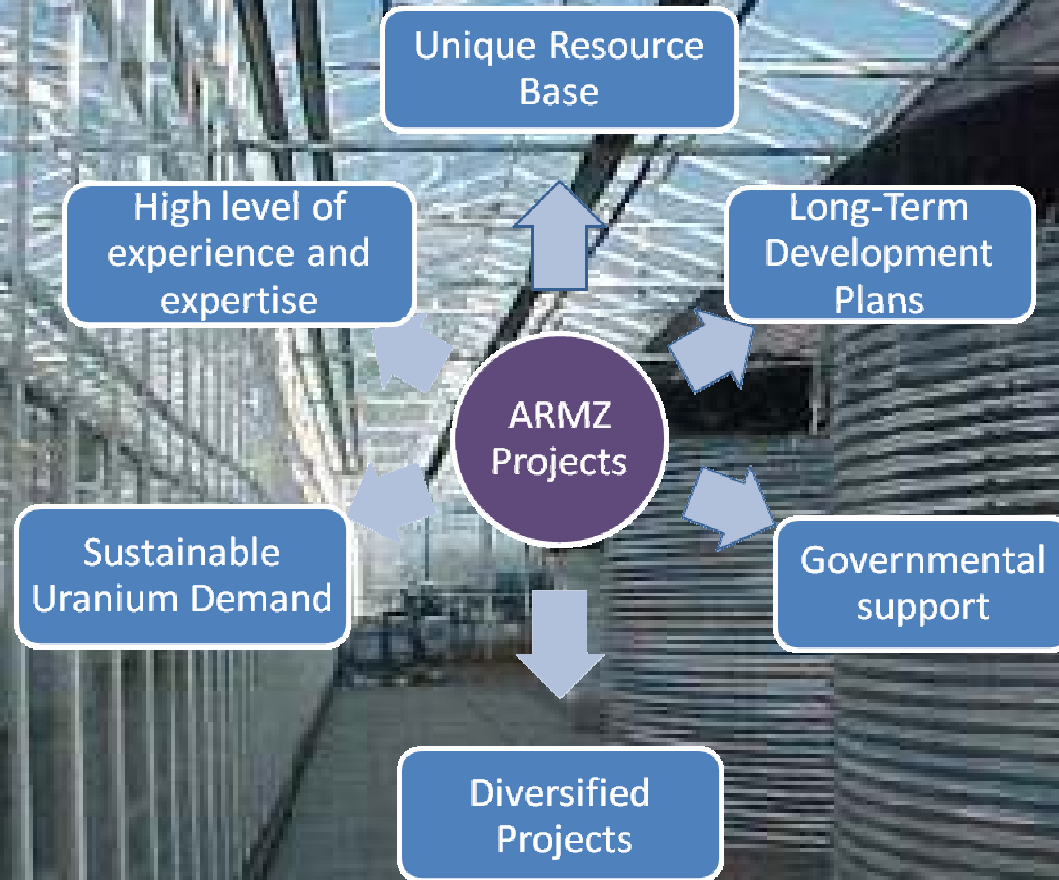 Unique Resource
Base
High level of
experience and
expertise
Long-Term
Development
Plans
ARMZ
Projects
Sustainable
Uranium Demand
Governmental
support
Diversified
Projects